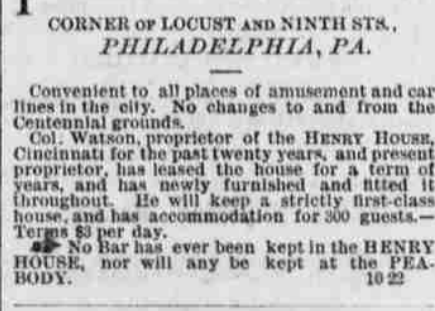 CORNER OF LOCUST AND NINTH STS.,
PHILADELPHIA, PA.
Convenient to all places of amusement and car
lines in the city. No changes to and from the
Centennial grounds.
Col. Watson, proprietor of the HENRY HOUSE,
Cincinnati for the past twenty years, and present
proprietor, has leased the house for a term of
years, and has newly furnished and fitted it
throughout. He will keep a strictly first-class
house, and has accommodation for 300 guests.—
Terms $3 per day.
☛ No Bar has ever been kept in the HENRY
HOUSE, nor will any be kept at the PEA-
BODY. 10 22